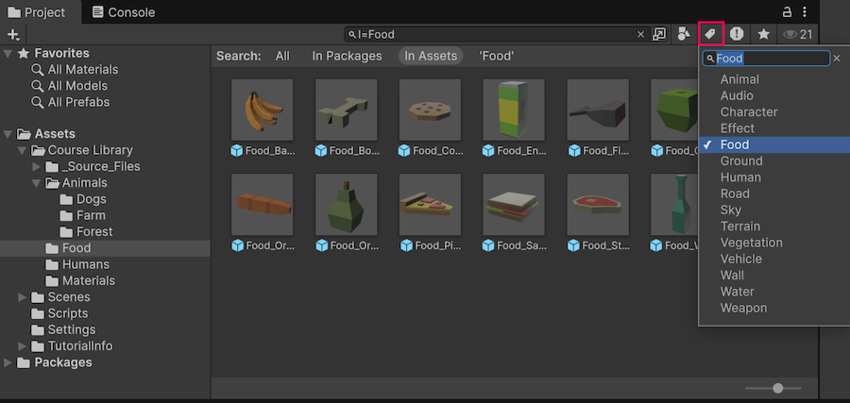 Project
Console
l=Food
21
Favorites
All Materials
All Models
All Prefabs
Assets
Course Library
_Source_Files
Animals
Dogs
Farm
Forest
Food
Humans
Materials
Scenes
Scripts
Settings
TutorialInfo
Packages
Search: All In Packages In Assets 'Food'
Food_Ba... Food_Bo... Food_Co... Food_En... Food_Fl...
Food_Or... Food_Or... Food_Pi... Food_Sa... Food_St...
Food
Animal
Audio
Character
Effect
Food
Ground
Human
Road
Sky
Terrain
Vegetation
Vehicle
Wall
Water
Weapon